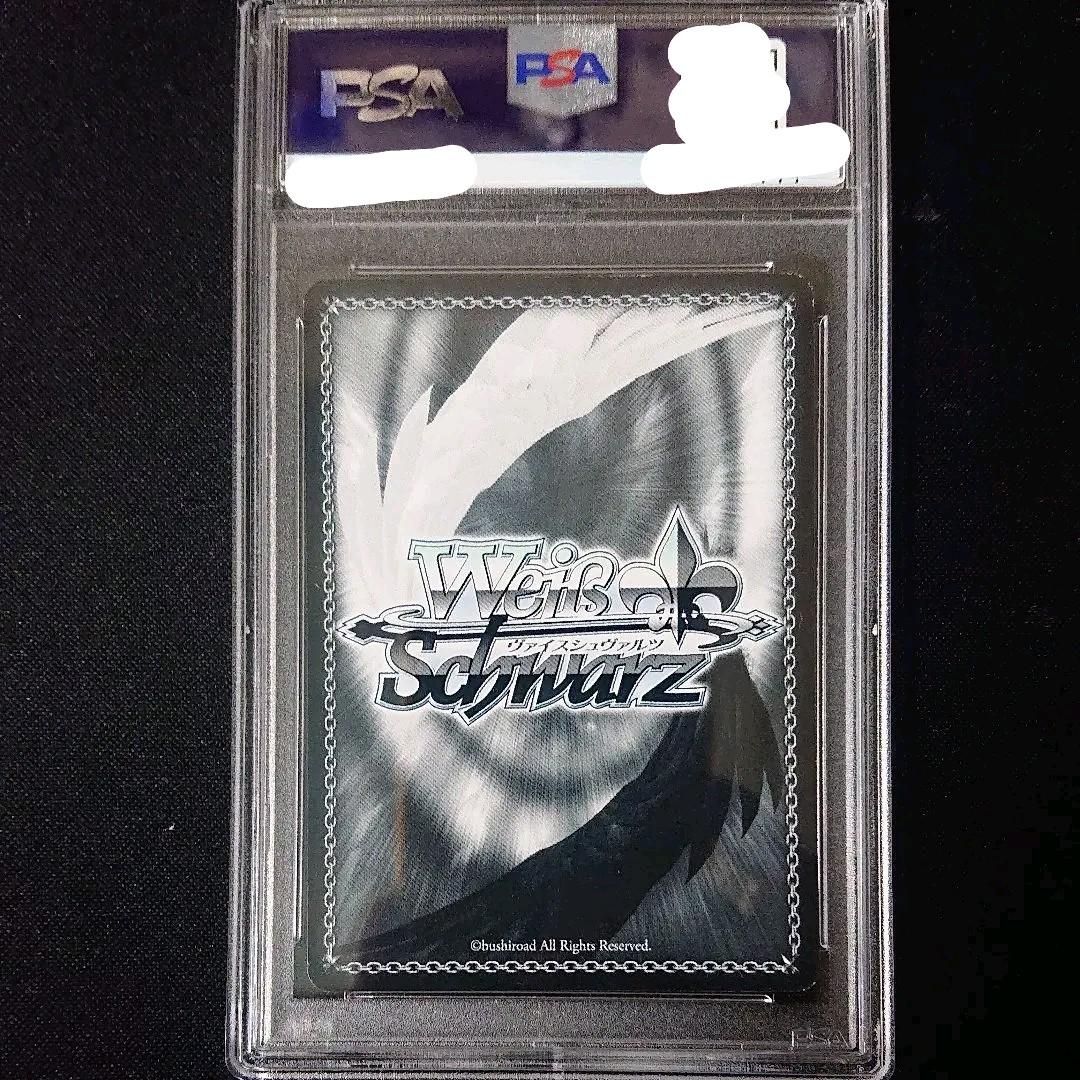 PSA
PSA
Weiß
Schwarz
ヴァイスシュヴァルツ
©bushiroad All Rights Reserved.
PSA